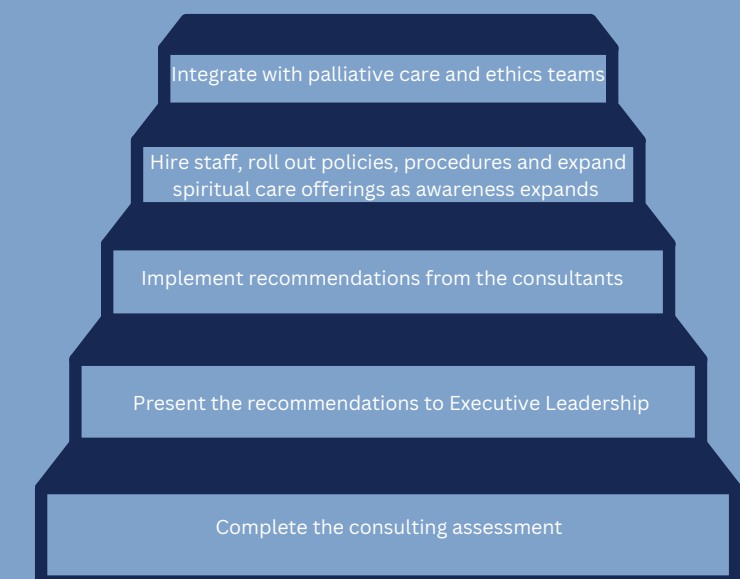 Integrate with palliative care and ethics teams
Hire staff, roll out policies, procedures and expand
spiritual care offerings as awareness expands
Implement recommendations from the consultants
Present the recommendations to Executive Leadership
Complete the consulting assessment